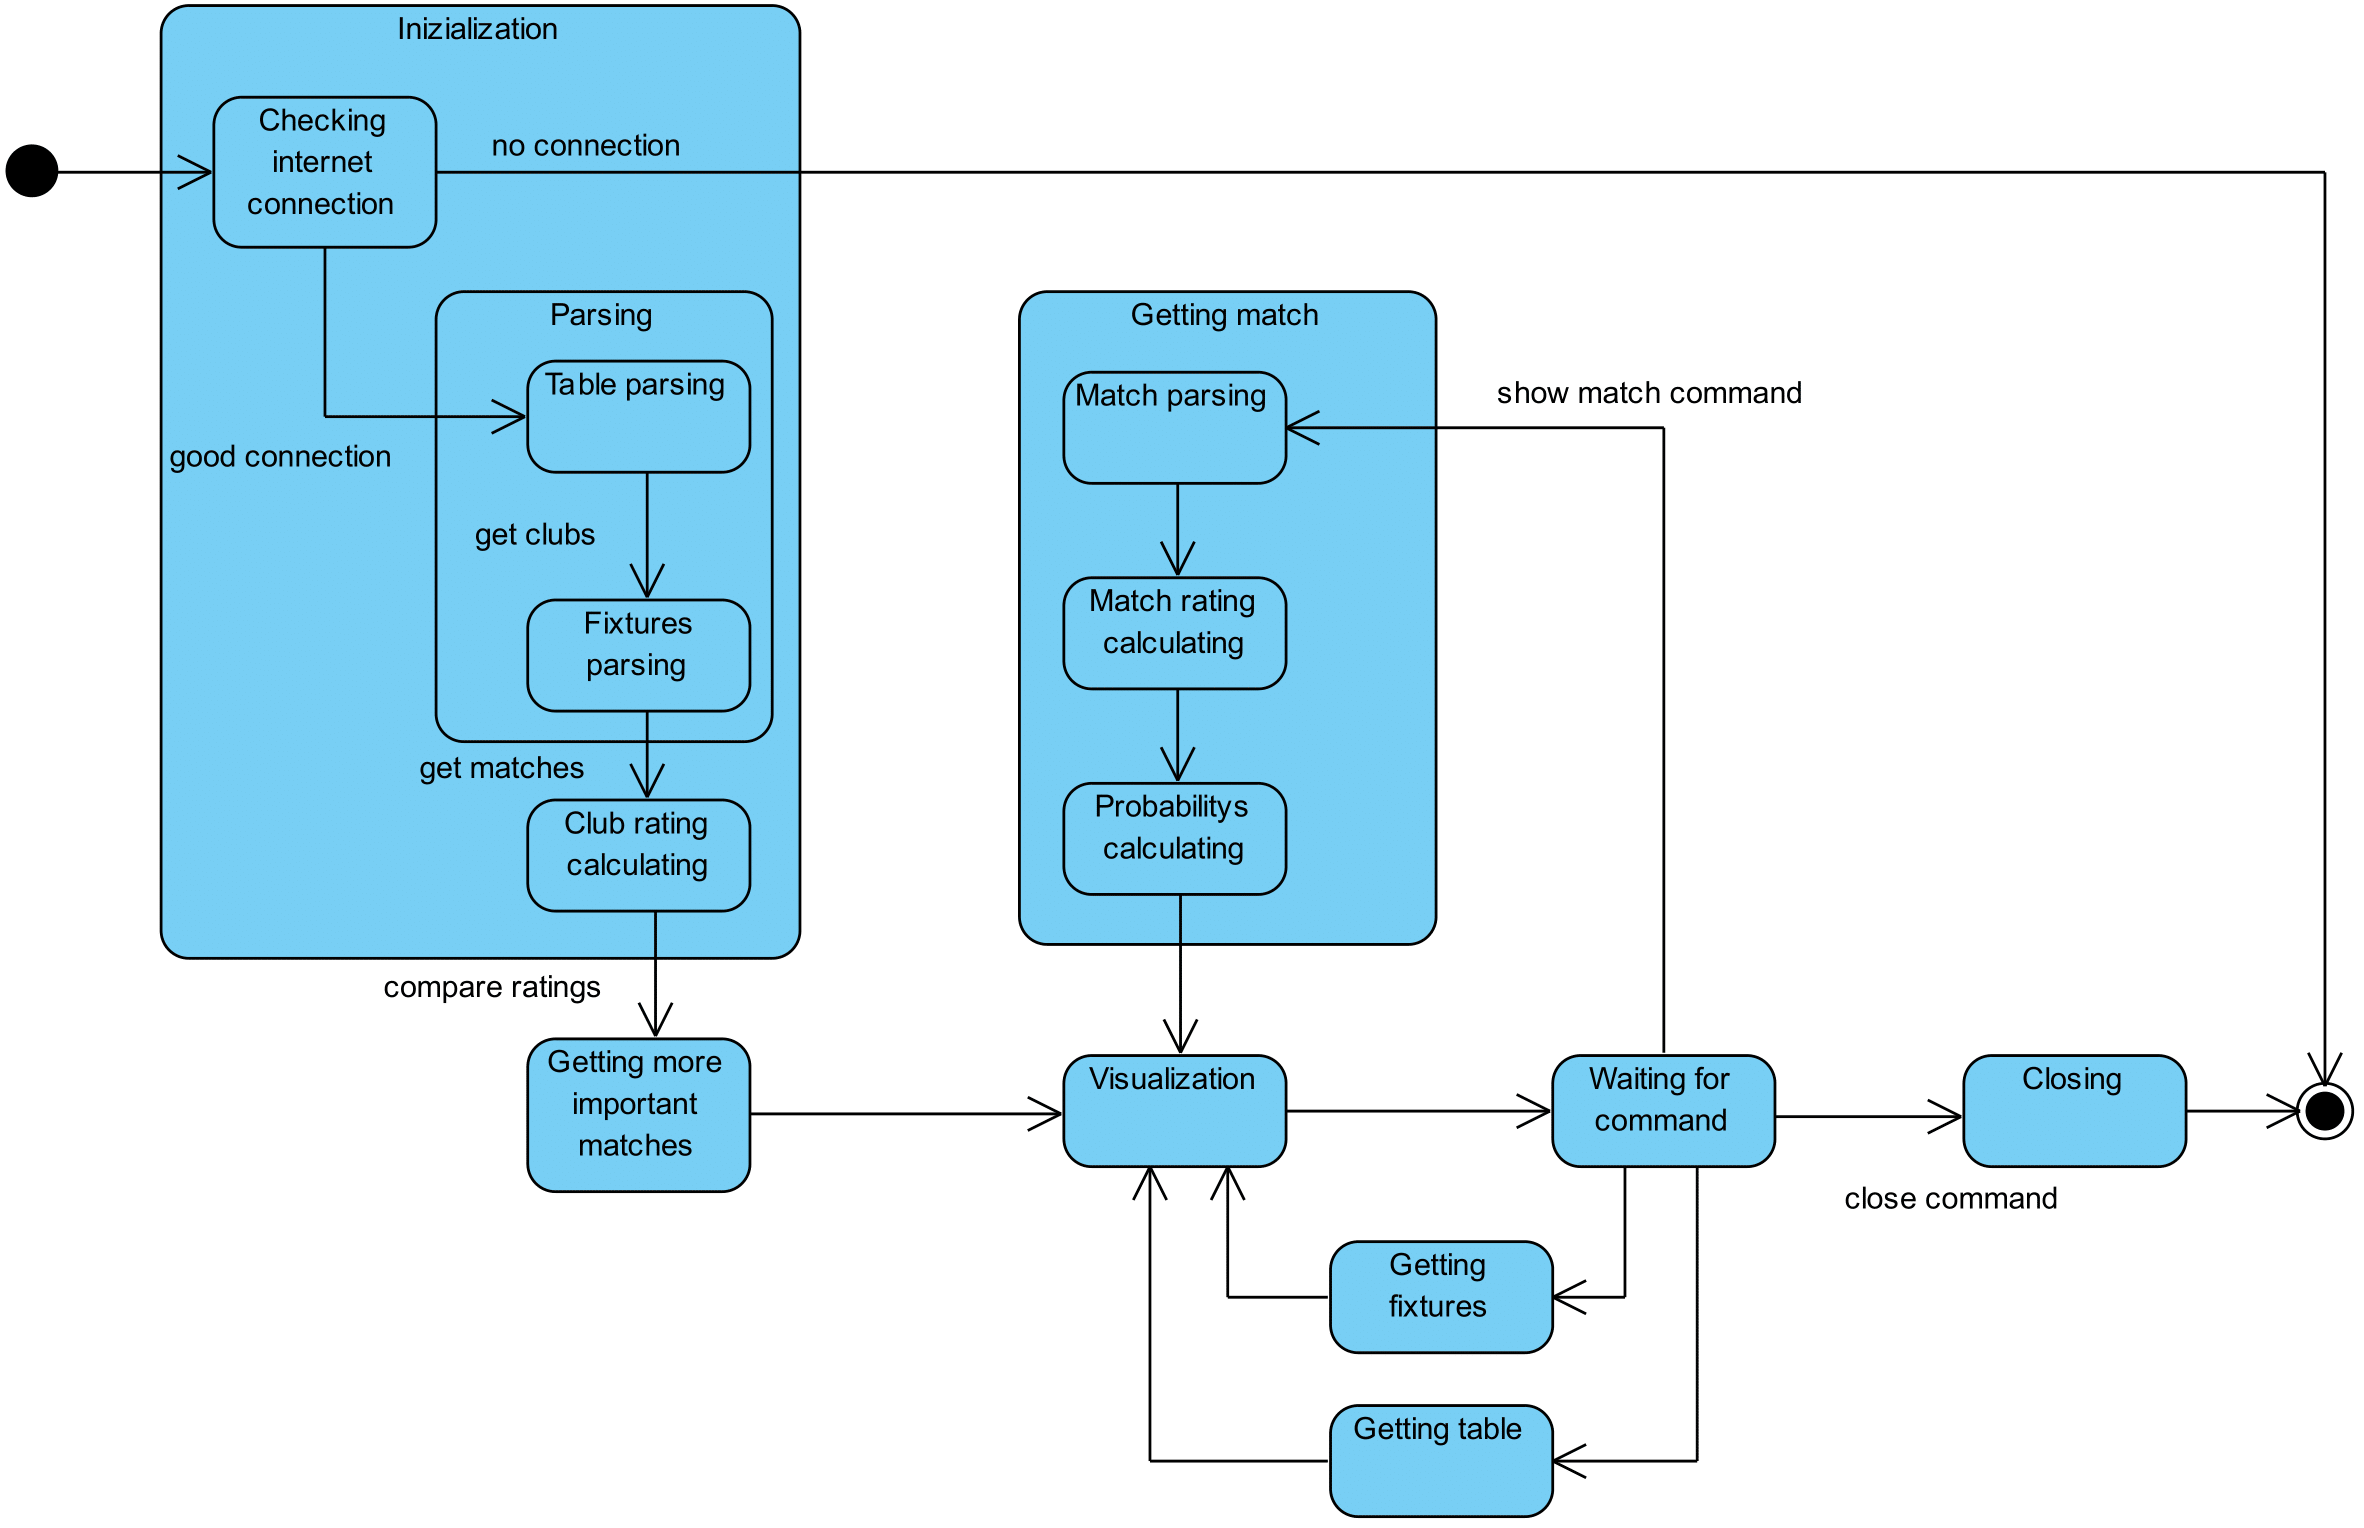 Inizialization
Checking
internet
connection
no connection
good connection
Parsing
Table parsing
get clubs
Fixtures
parsing
get matches
Club rating
calculating
compare ratings
Getting more
important
matches
Getting match
Match parsing
show match command
Match rating
calculating
Probabilitys
calculating
Visualization
Waiting for
command
Closing
close command
Getting
fixtures
Getting table